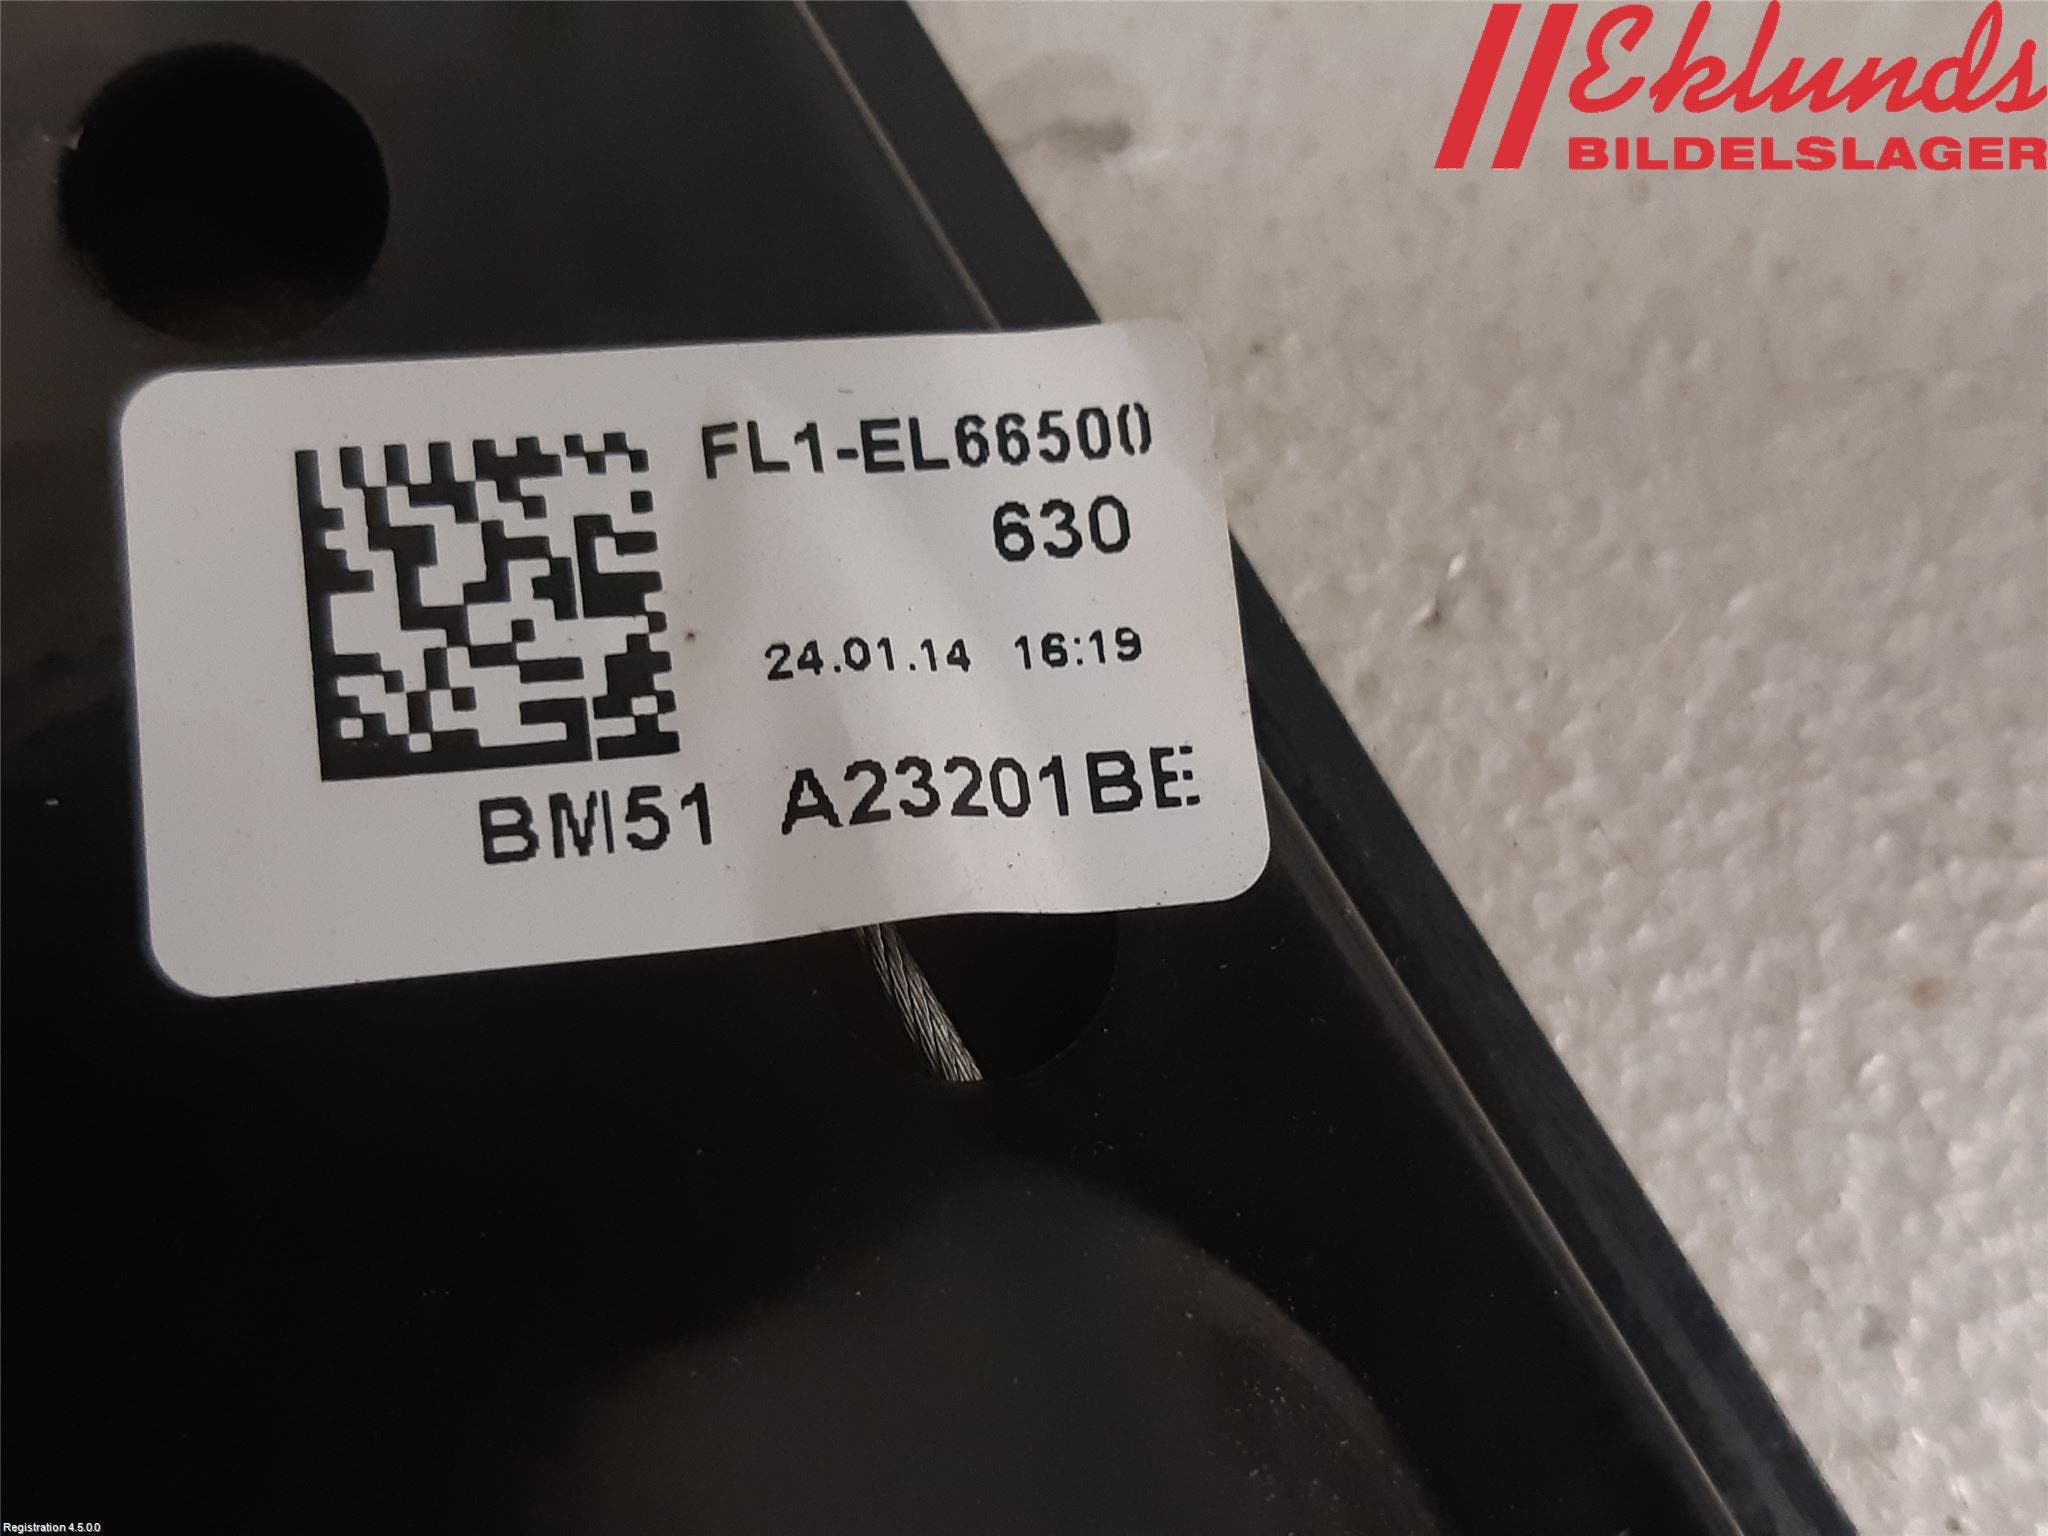 Eklunds
BILDELSLAGER
FL1-EL66500
630
24.01.14 16:19
BM51 A23201BE
Registration 4.5.0.0